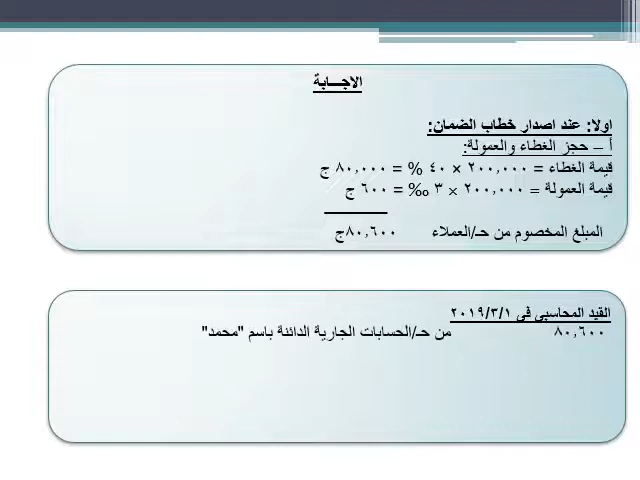 الاجـــابة
اولا: عند اصدار خطاب الضمان:
أ – حجز الغطاء والعمولة:
قيمة الغطاء = ٢٠٠,٠٠٠ × ٤٠ % = ٨٠,٠٠٠ ج
قيمة العمولة = ٢٠٠,٠٠٠ × ٣ ‰ = ٦٠٠ ج
المبلغ المخصوم من حـ/العملاء ٨٠,٦٠٠ج
القيد المحاسبي في ٢٠١٩/٣/١
٨٠,٦٠٠ من حـ/الحسابات الجارية الدائنة باسم "محمد"